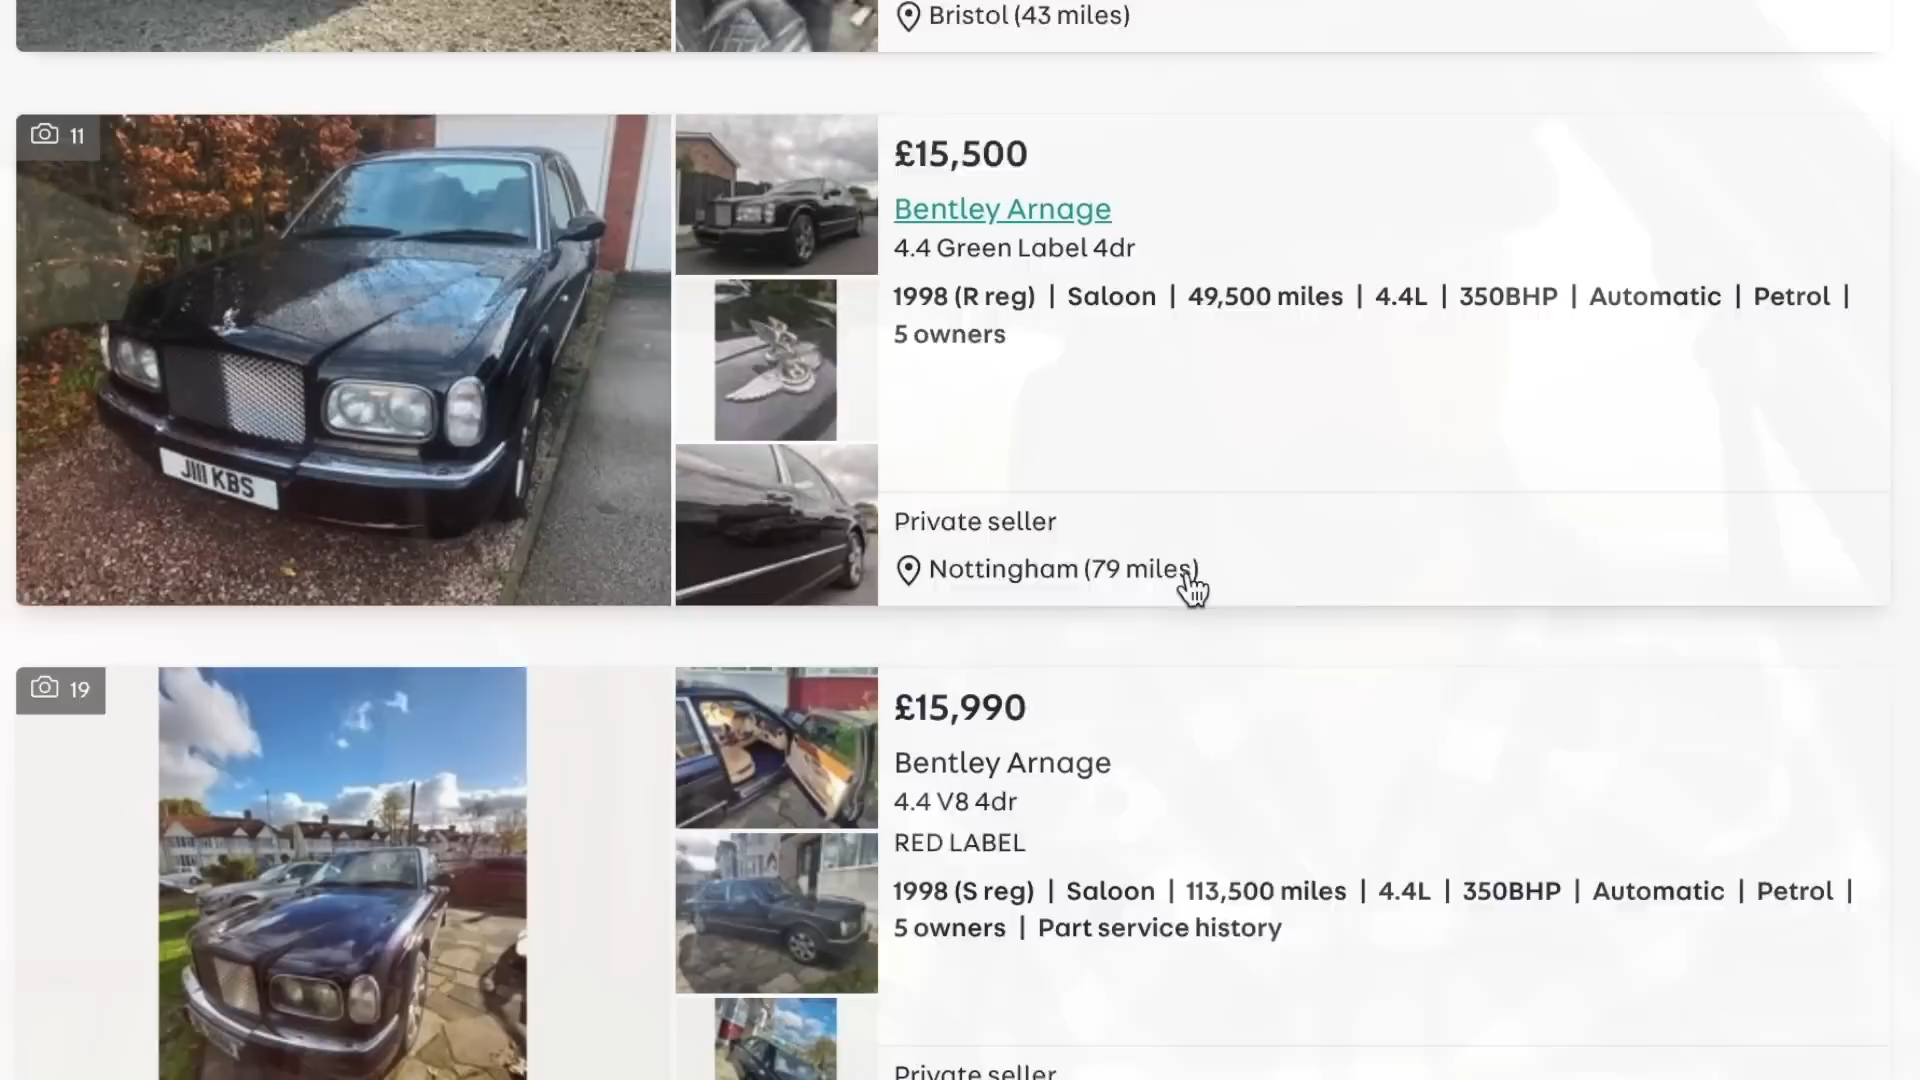 Bristol (43 miles)
11
£15,500
Bentley Arnage
4.4 Green Label 4dr
1998 (R reg) | Saloon | 49,500 miles | 4.4L | 350BHP | Automatic | Petrol |
5 owners
J111 KBS
Private seller
Nottingham (79 miles)
19
£15,990
Bentley Arnage
4.4 V8 4dr
RED LABEL
1998 (S reg) | Saloon | 113,500 miles | 4.4L | 350BHP | Automatic | Petrol |
5 owners | Part service history
Private seller